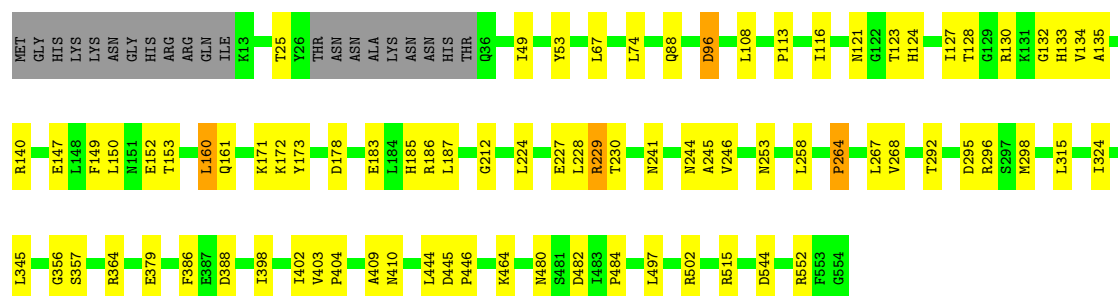 MET GLY HIS LYS LYS ASN GLY HIS ARG ARG GLN ILE K13 T25 Y26 THR ASN ASN ALA LYS ASN ASN HIS THR Q36 I49 Y53 L67 L74 Q88 D96 L108 P113 I116 N121 G122 T123 H124 I127 T128 G129 R130 K131 G132 H133 V134 A135
R140 E147 L148 F149 L150 N151 E152 T153 L160 Q161 K171 K172 Y173 D178 E183 L184 H185 R186 L187 G212 L224 E227 L228 R229 T230 N241 N244 A245 V246 N253 L258 P264 L267 V268 T292 D295 R296 S297 M298 L315 I324
L345 G356 S357 R364 E379 F386 E387 D388 I398 I402 V403 P404 A409 N410 L444 D445 P446 K464 N480 S481 D482 I483 P484 L497 R502 R515 D544 R552 F553 G554